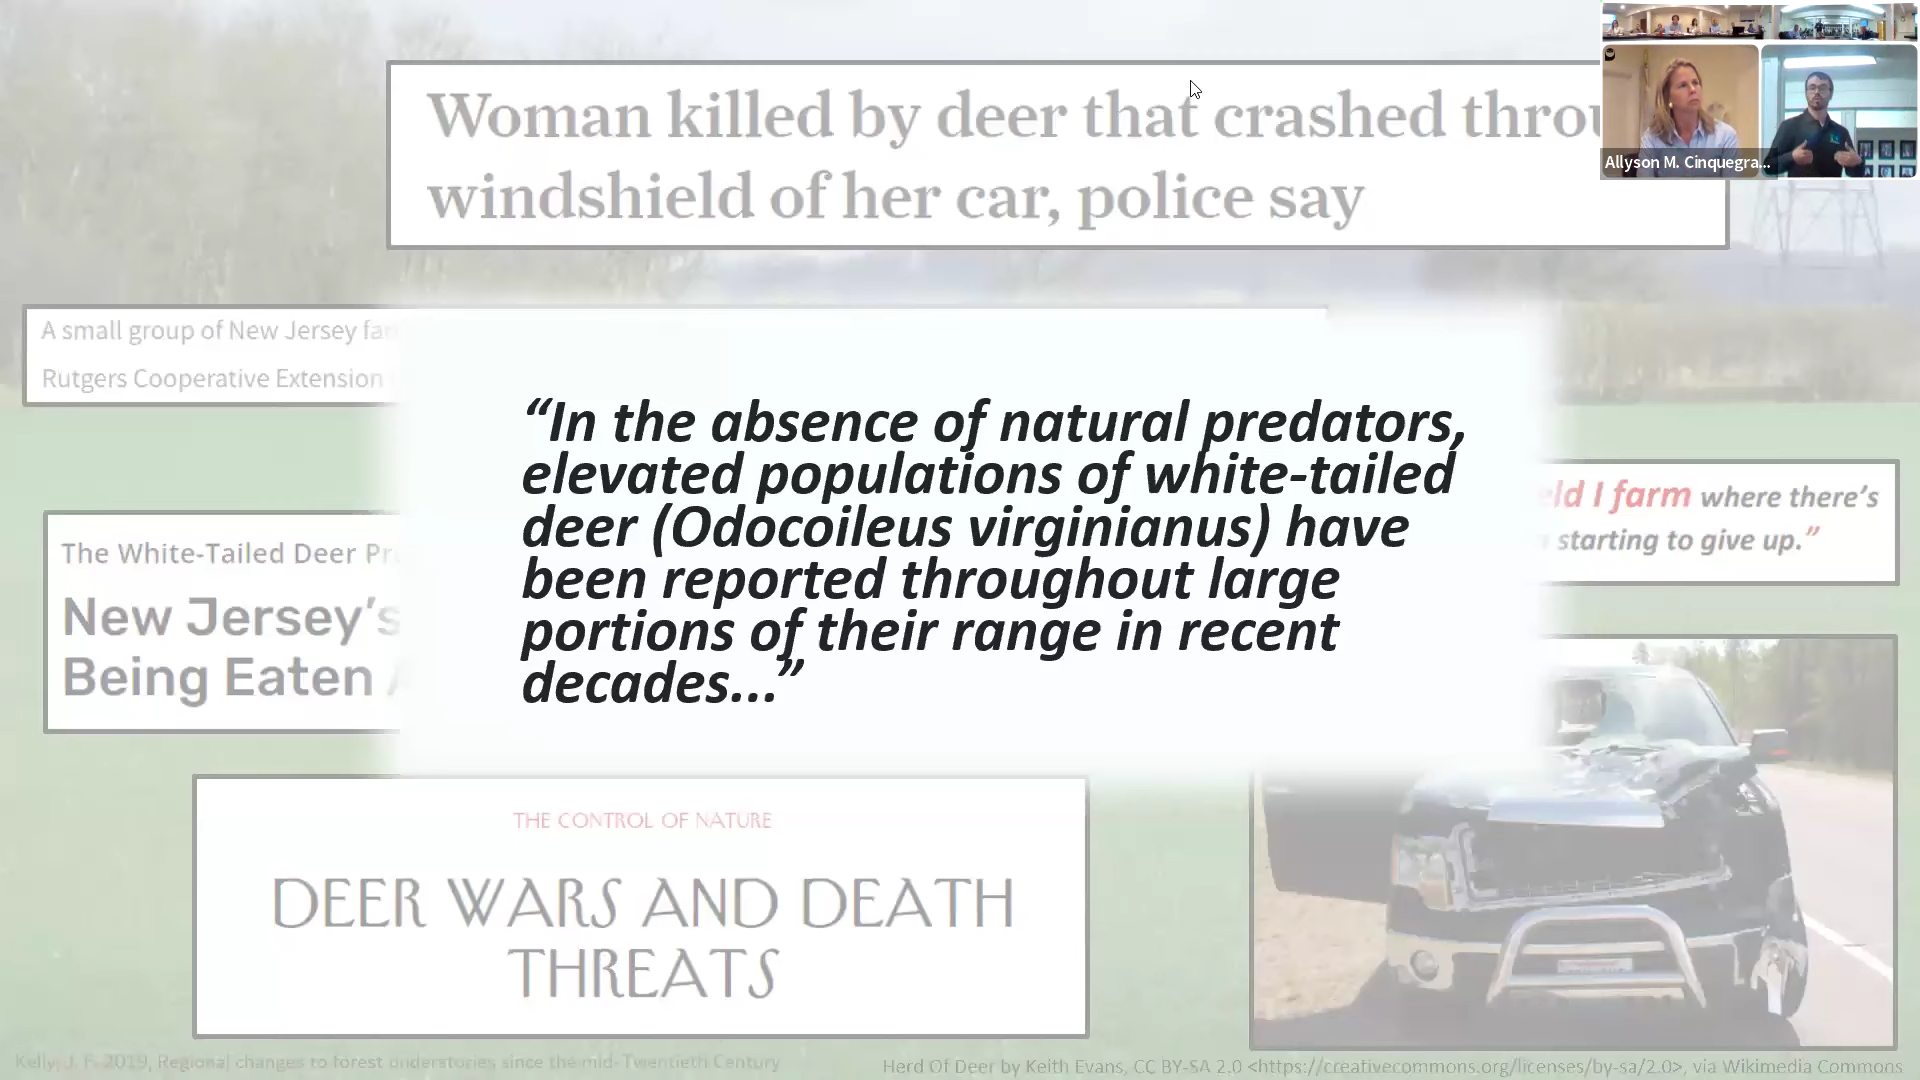 Woman killed by deer that crashed throu
windshield of her car, police say
Allyson M. Cinquegra...
A small group of New Jersey far
Rutgers Cooperative Extension
“In the absence of natural predators,
elevated populations of white-tailed
deer (Odocoileus virginianus) have
been reported throughout large
portions of their range in recent
decades...”
eld I farm where there's
starting to give up.”
The White-Tailed Deer Pr
New Jersey's
Being Eaten
THE CONTROL OF NATURE
DEER WARS AND DEATH
THREATS
Kelly, J. F. 2019, Regional changes to forest understories since the mid- Twentieth Century
Herd Of Deer by Keith Evans, CC BY-SA 2.0 <https://creativecommons.org/licenses/by-sa/2.0>, via Wikimedia Commons